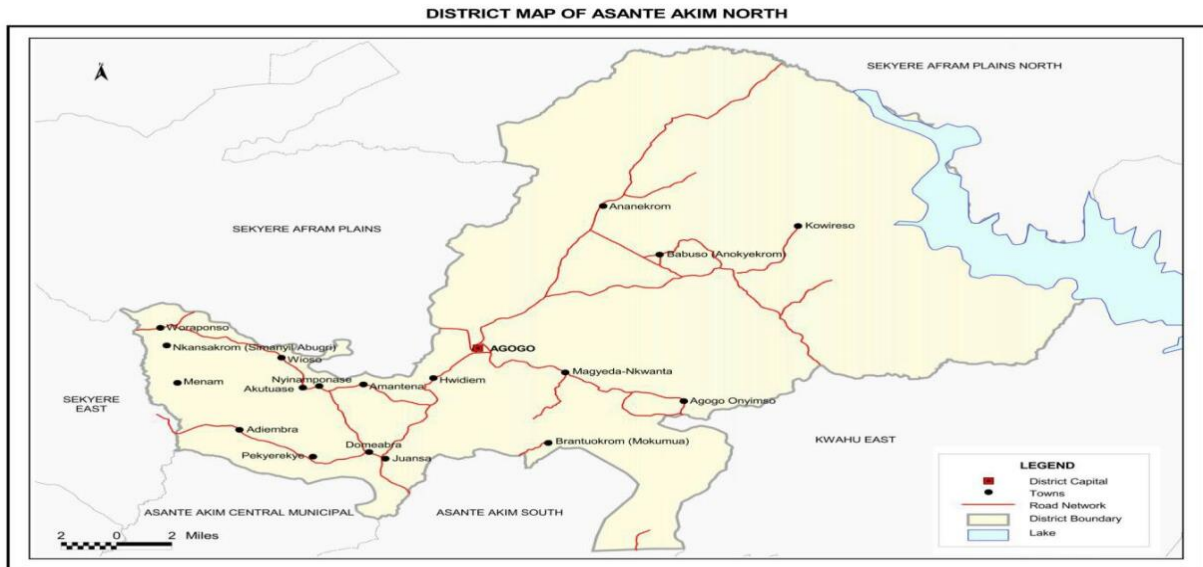 DISTRICT MAP OF ASANTE AKIM NORTH
SEKYERE AFRAM PLAINS NORTH
Ananekrom
Kowireso
SEKYERE AFRAM PLAINS
Babuso (Anokyekrom)
Woraponso
Nkansakrom (Simanyil Abugri)
AGOGO
Wioso
Magyeda-Nkwanta
Menam
Nyinamponase
Akutuase
Amantena
Hwidiem
SEKYERE
EAST
Agogo Onyimso
Adiembra
Domeabra
Brantuokrom (Mokumua)
KWAHU EAST
Pekyerekye
Juansa
ASANTE AKIM CENTRAL MUNICIPAL
ASANTE AKIM SOUTH
2 0 2 Miles
LEGEND
District Capital
Towns
Road Network
District Boundary
Lake